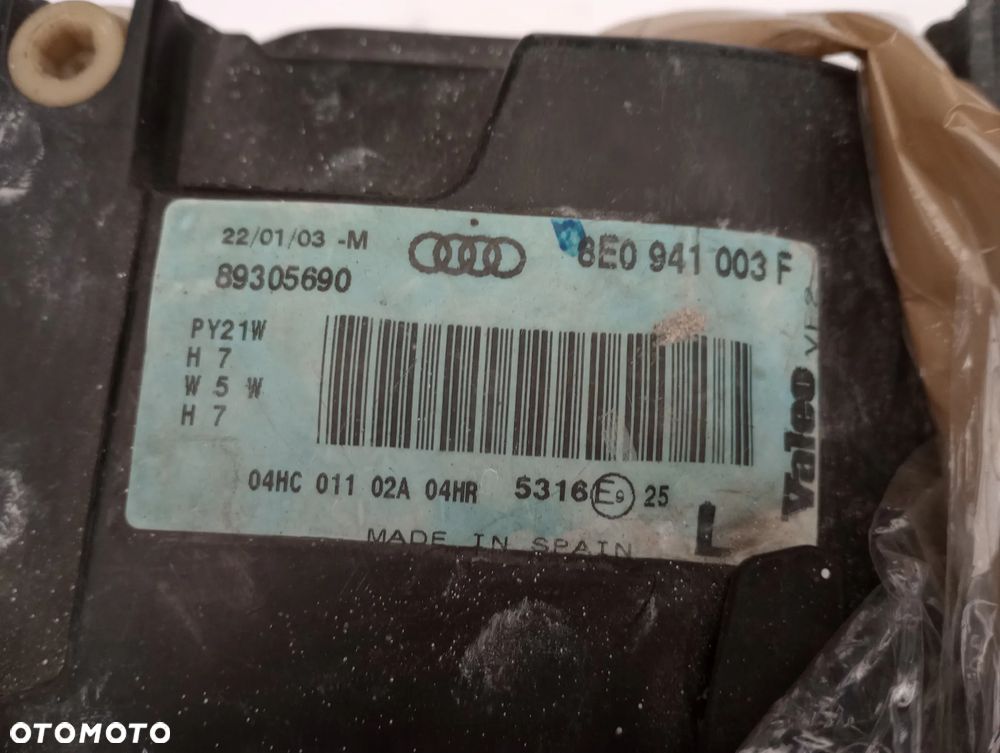 22/01/03 -M
8E0 941 003 F
89305690
PY21W
H 7
W 5 W
H 7
Valeo
04HC 011 02A 04HR 5316 E9 25
L
MADE IN SPAIN
OTOMOTO